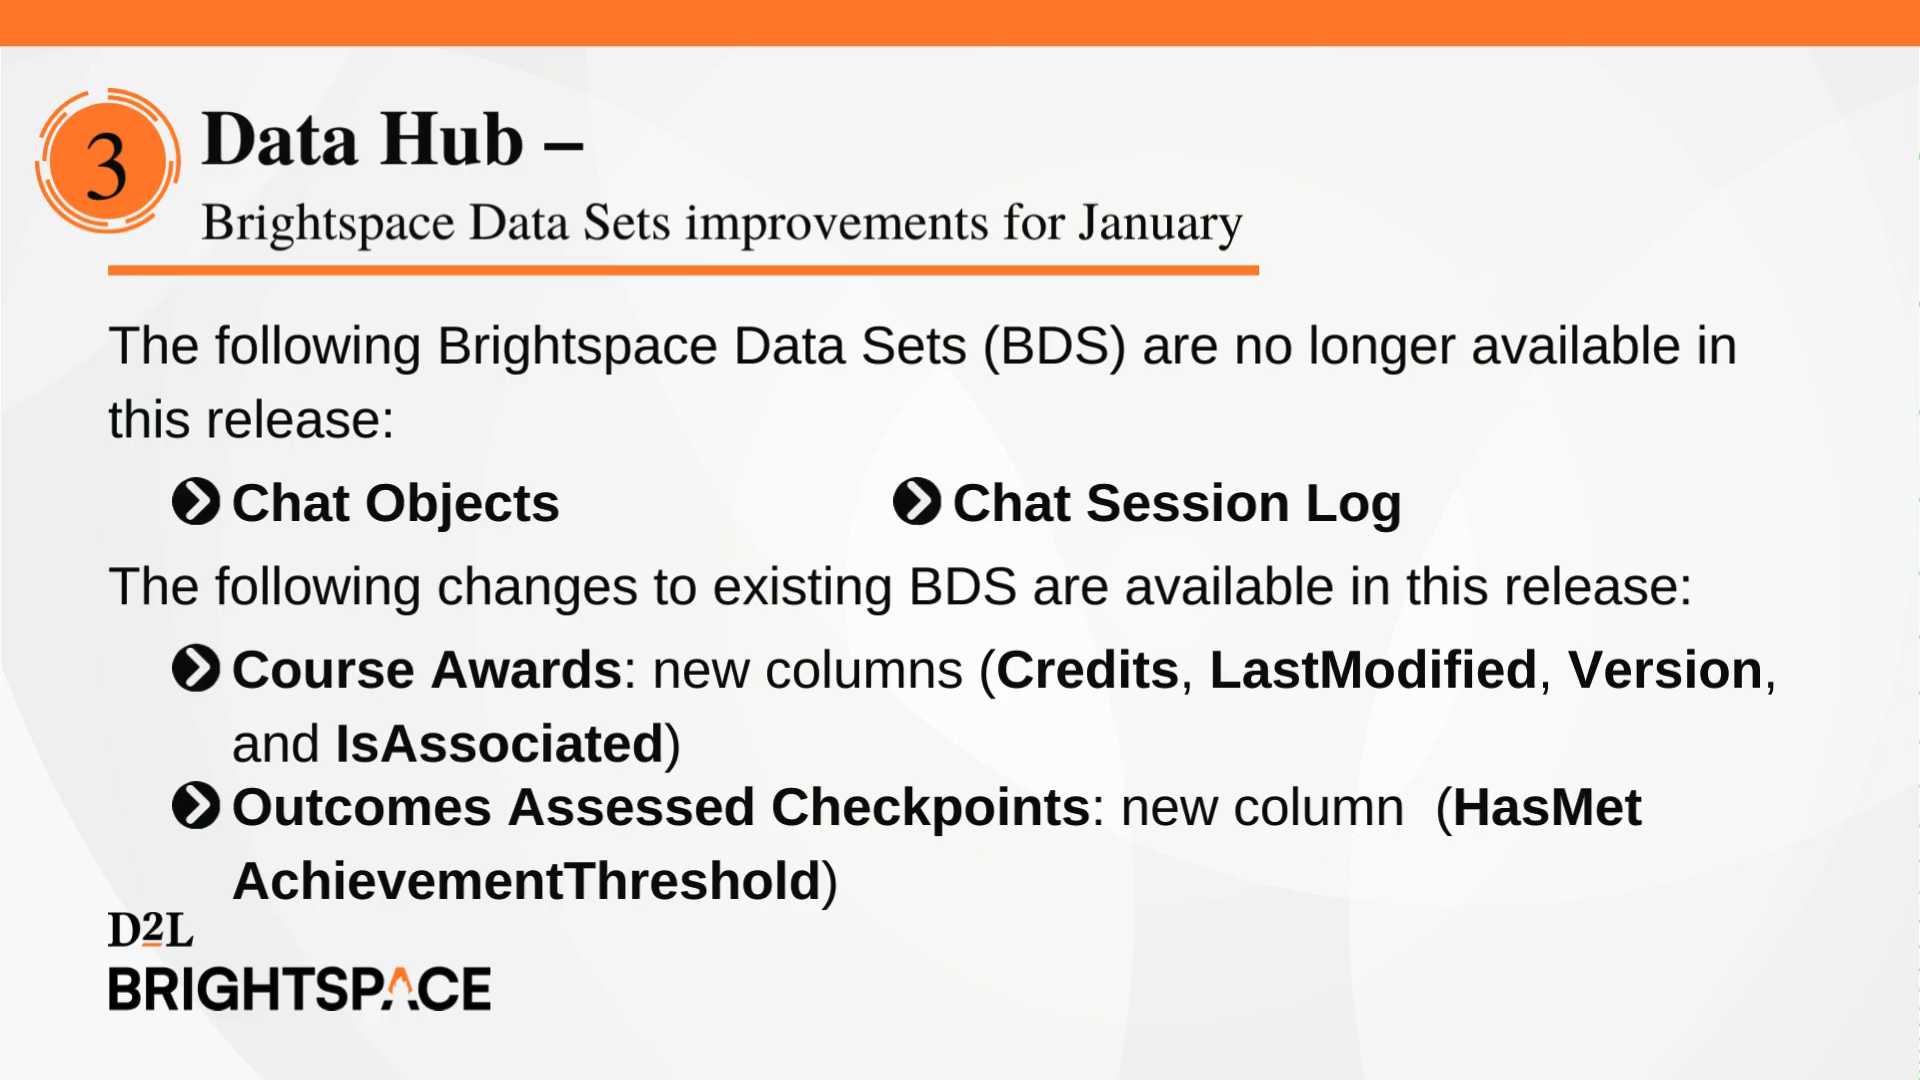 3
Data Hub –
Brightspace Data Sets improvements for January
The following Brightspace Data Sets (BDS) are no longer available in
this release:
Chat Objects
Chat Session Log
The following changes to existing BDS are available in this release:
Course Awards: new columns (Credits, LastModified, Version,
and IsAssociated)
Outcomes Assessed Checkpoints: new column  (HasMet
AchievementThreshold)
D2L
BRIGHTSPACE